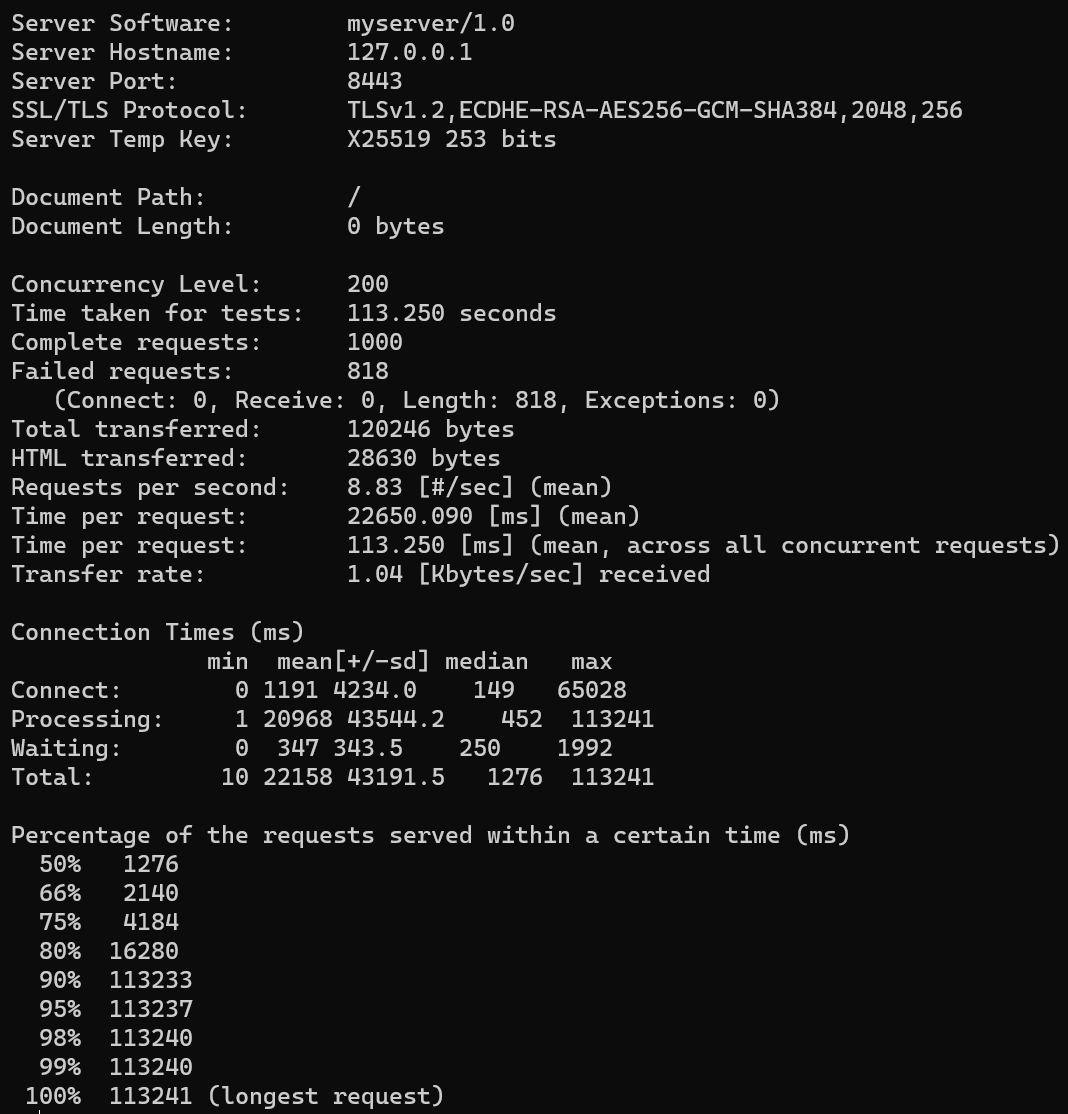 Server Software:        myserver/1.0
Server Hostname:        127.0.0.1
Server Port:            8443
SSL/TLS Protocol:       TLSv1.2,ECDHE-RSA-AES256-GCM-SHA384,2048,256
Server Temp Key:        X25519 253 bits

Document Path:          /
Document Length:        0 bytes

Concurrency Level:      200
Time taken for tests:   113.250 seconds
Complete requests:      1000
Failed requests:        818
   (Connect: 0, Receive: 0, Length: 818, Exceptions: 0)
Total transferred:      120246 bytes
HTML transferred:       28630 bytes
Requests per second:    8.83 [#/sec] (mean)
Time per request:       22650.090 [ms] (mean)
Time per request:       113.250 [ms] (mean, across all concurrent requests)
Transfer rate:          1.04 [Kbytes/sec] received

Connection Times (ms)
              min  mean[+/-sd] median   max
Connect:        0 1191 4234.0    149   65028
Processing:     1 20968 43544.2    452  113241
Waiting:        0  347 343.5    250    1992
Total:         10 22158 43191.5   1276  113241

Percentage of the requests served within a certain time (ms)
  50%   1276
  66%   2140
  75%   4184
  80%  16280
  90%  113233
  95%  113237
  98%  113240
  99%  113240
 100%  113241 (longest request)